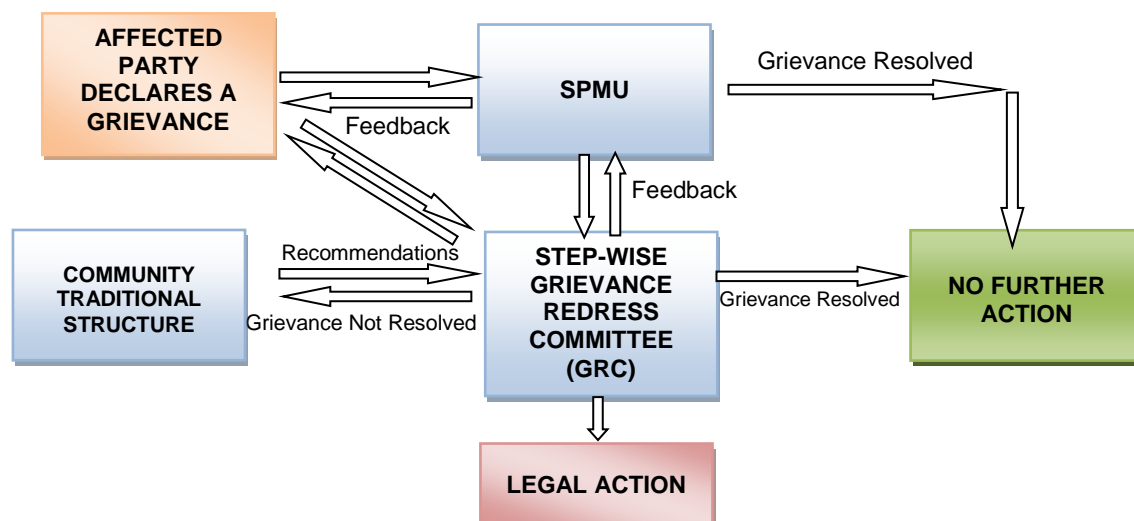 AFFECTED
PARTY
DECLARES A
GRIEVANCE
SPMU
Grievance Resolved
Feedback
Feedback
COMMUNITY
TRADITIONAL
STRUCTURE
Recommendations
Grievance Not Resolved
STEP-WISE
GRIEVANCE
REDRESS
COMMITTEE
(GRC)
Grievance Resolved
NO FURTHER
ACTION
LEGAL ACTION